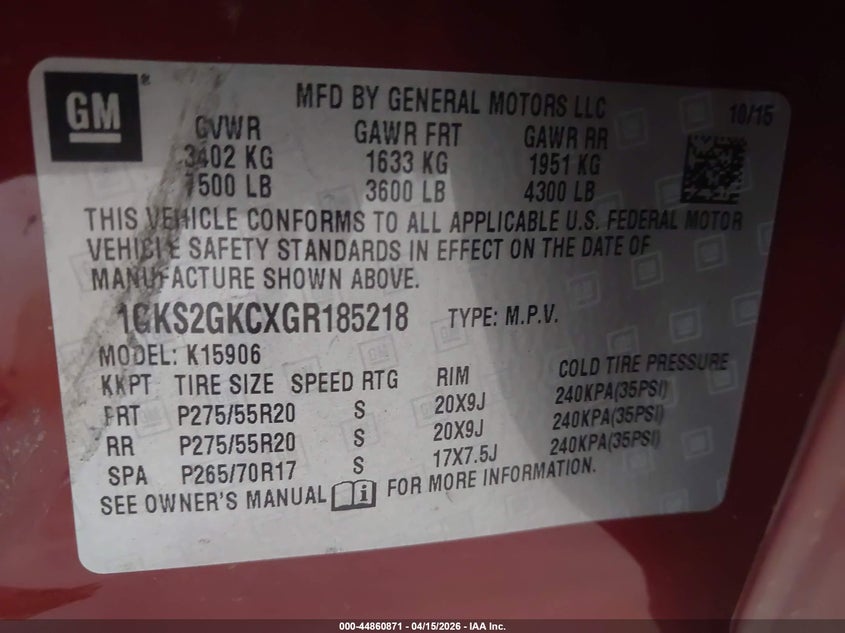 GM ®
MFD BY GENERAL MOTORS LLC
10/15
GVWR GAWR FRT GAWR RR
3402 KG 1633 KG 1951 KG
7500 LB 3600 LB 4300 LB
THIS VEHICLE CONFORMS TO ALL APPLICABLE U.S. FEDERAL MOTOR
VEHICLE SAFETY STANDARDS IN EFFECT ON THE DATE OF
MANUFACTURE SHOWN ABOVE.
1GKS2GKCXGR185218 TYPE: M.P.V.
MODEL: K15906
KKPT TIRE SIZE SPEED RTG RIM COLD TIRE PRESSURE
FRT P275/55R20 S 20X9J 240KPA(35PSI)
RR P275/55R20 S 20X9J 240KPA(35PSI)
SPA P265/70R17 S 17X7.5J 240KPA(35PSI)
SEE OWNER'S MANUAL i FOR MORE INFORMATION.
000-44860871 - 04/15/2026 - IAA Inc.